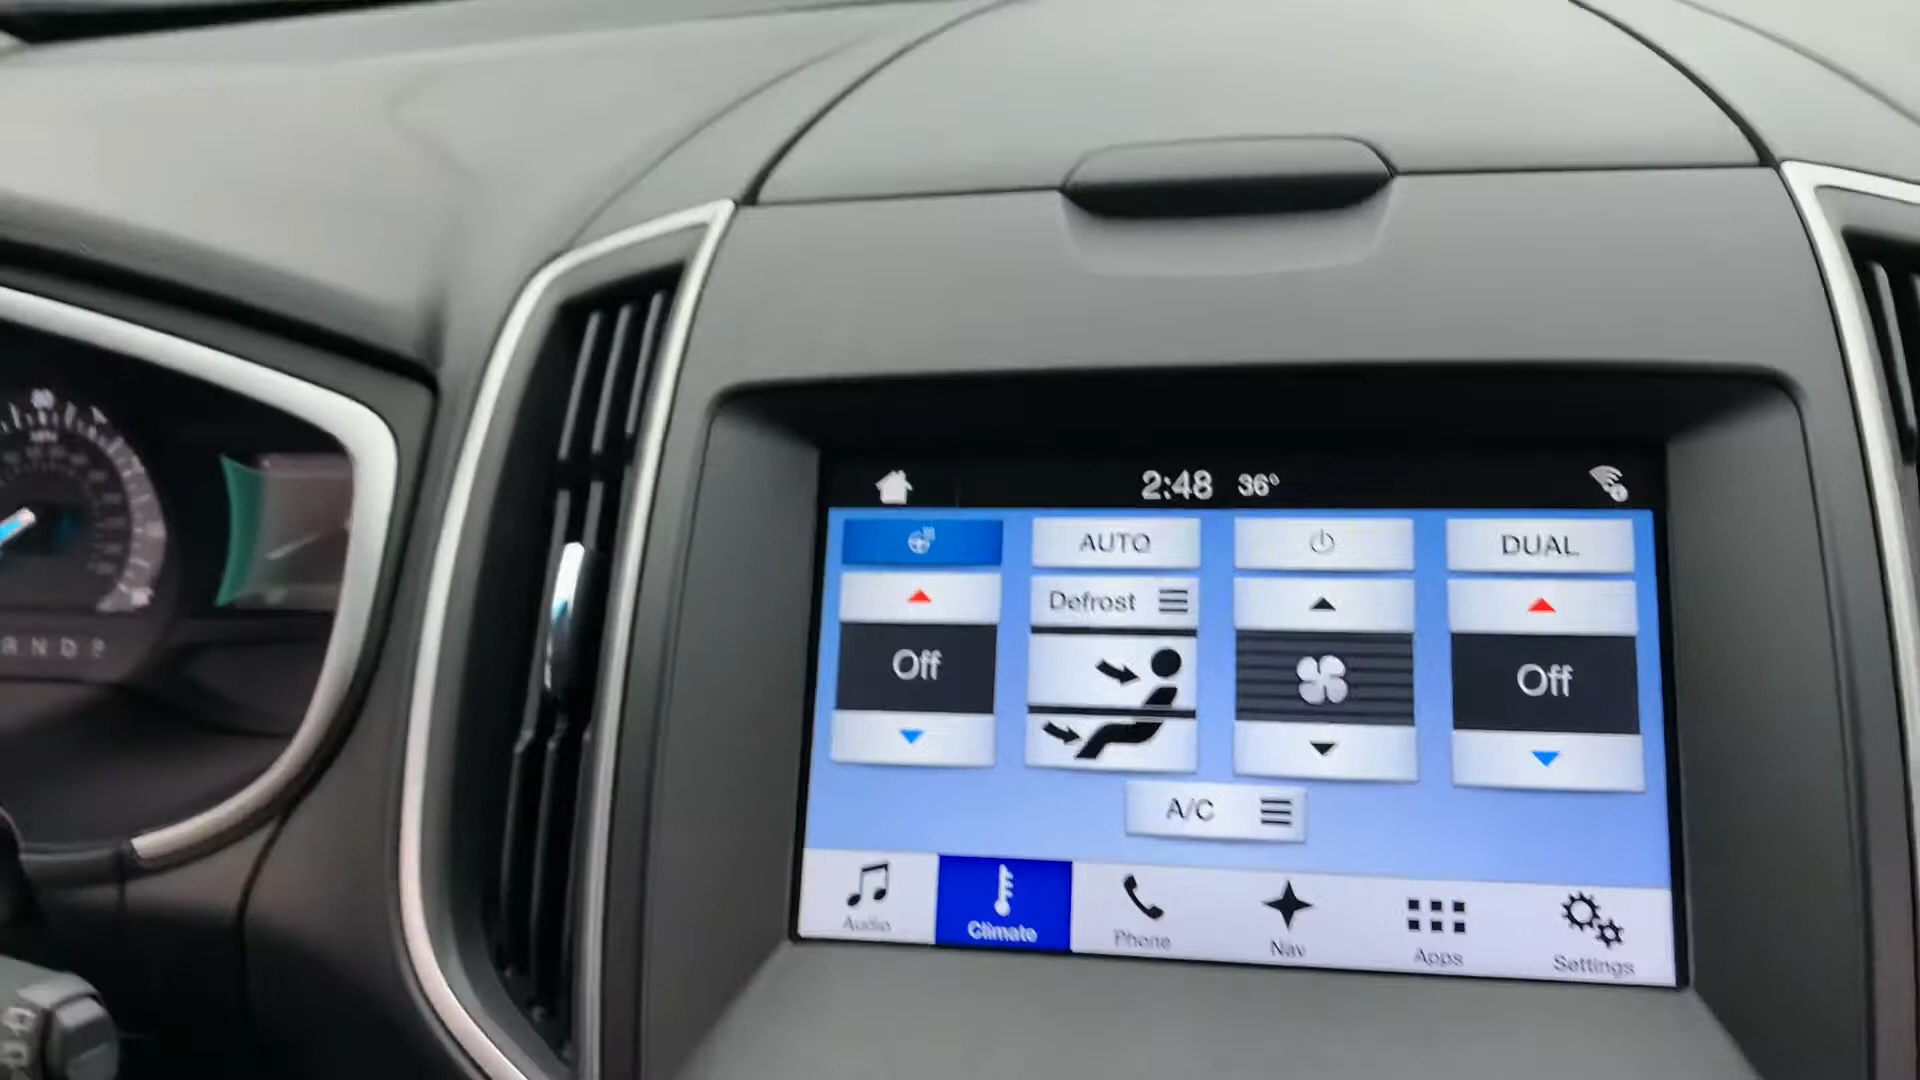 2:48 36°
AUTO
DUAL
Defrost
Off
Off
A/C
Audio
Climate
Phone
Nav
Apps
Settings
R N D